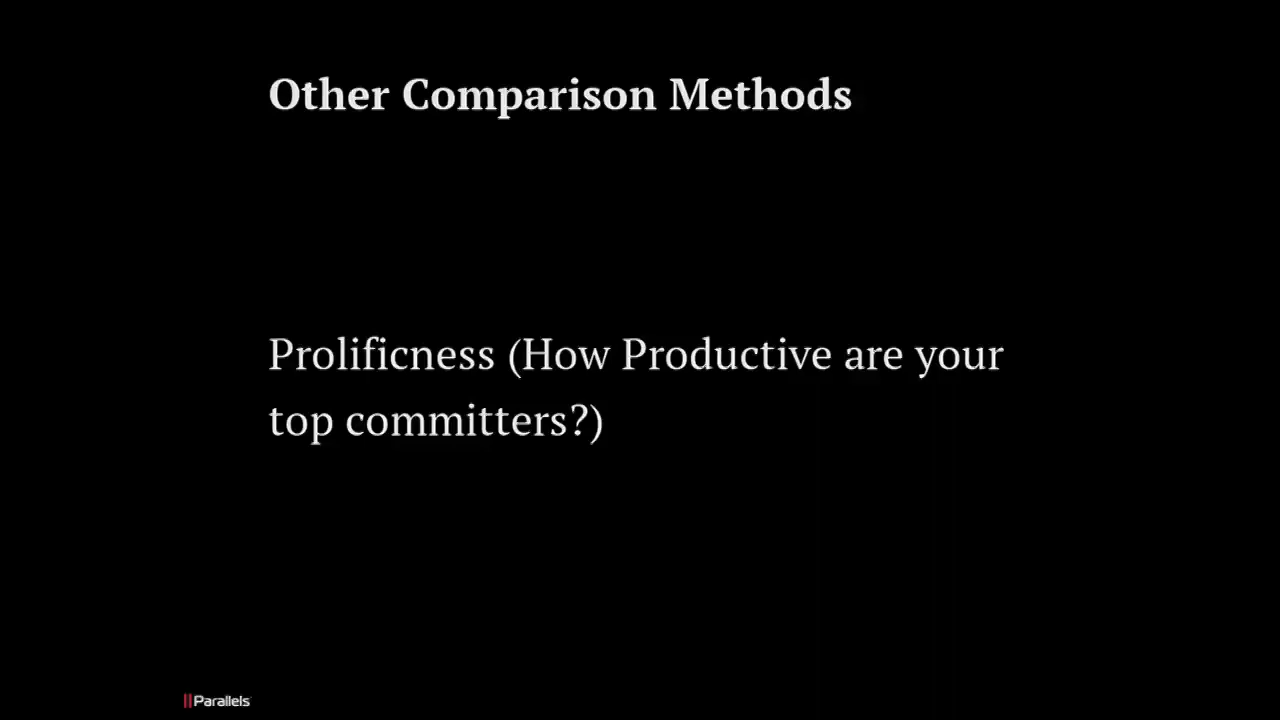 Other Comparison Methods
Prolificness (How Productive are your
top committers?)
Parallels